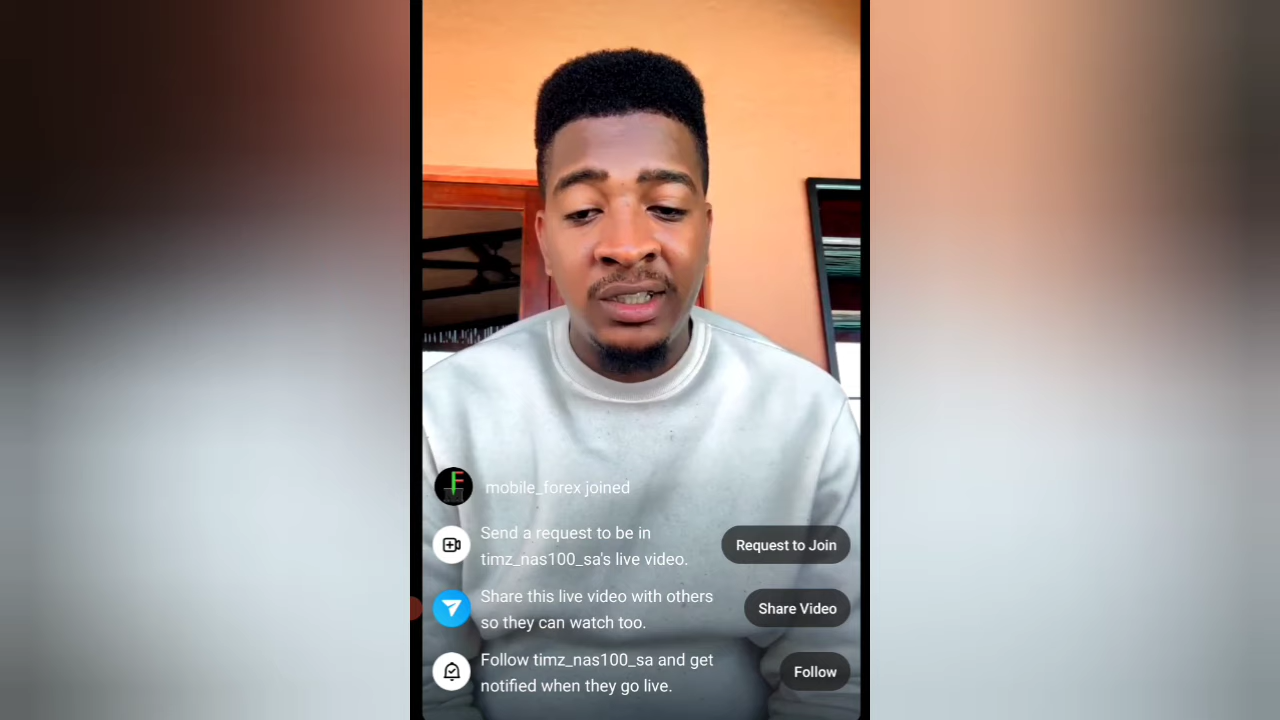 mobile_forex joined
Send a request to be in
timz_nas100_sa's live video.
Request to Join
Share this live video with others
so they can watch too.
Share Video
Follow timz_nas100_sa and get
notified when they go live.
Follow